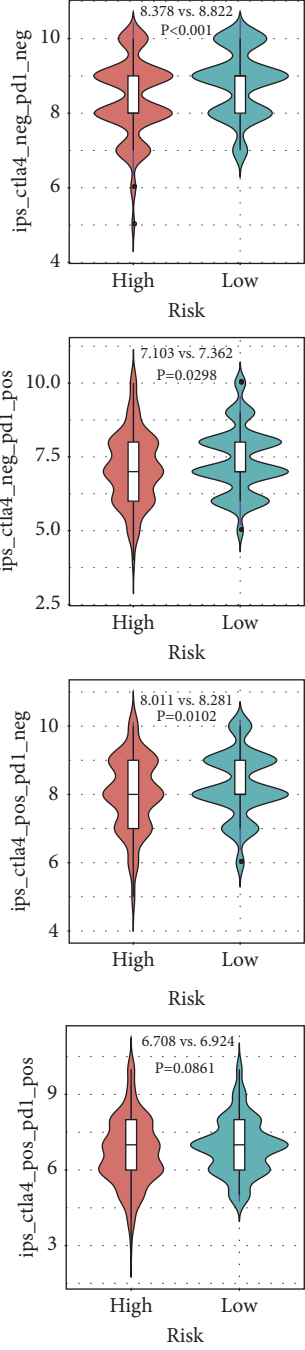 8.378 vs. 8.822
P<0.001
ips_ctla4_neg_pd1_neg
10
8
6
4
High
Low
Risk
7.103 vs. 7.362
P=0.0298
ips_ctla4_neg_pd1_pos
10.0
7.5
5.0
2.5
High
Low
Risk
8.011 vs. 8.281
P=0.0102
ips_ctla4_pos_pd1_neg
10
8
6
4
High
Low
Risk
6.708 vs. 6.924
P=0.0861
ips_ctla4_pos_pd1_pos
9
6
3
High
Low
Risk